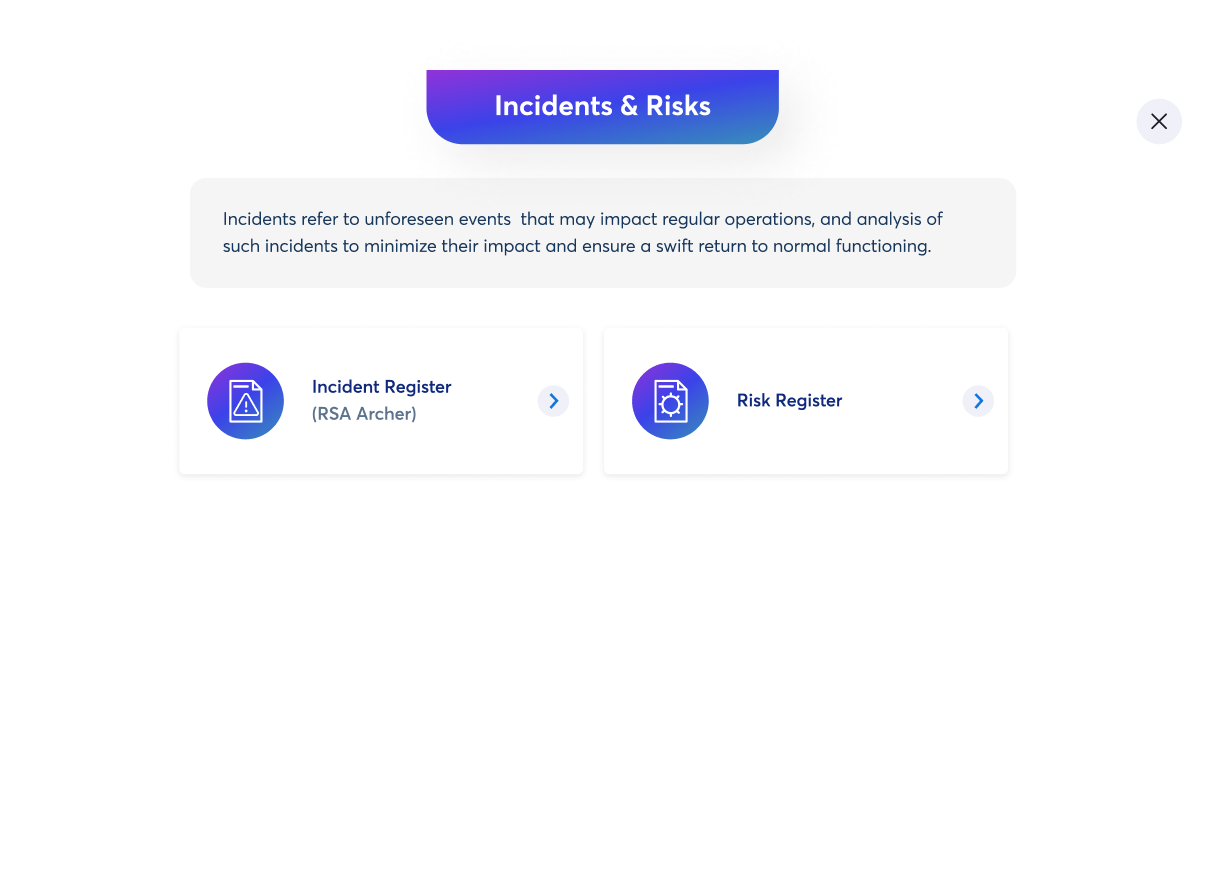 Incidents & Risks
Incidents refer to unforeseen events  that may impact regular operations, and analysis of
such incidents to minimize their impact and ensure a swift return to normal functioning.
Incident Register
(RSA Archer)
Risk Register